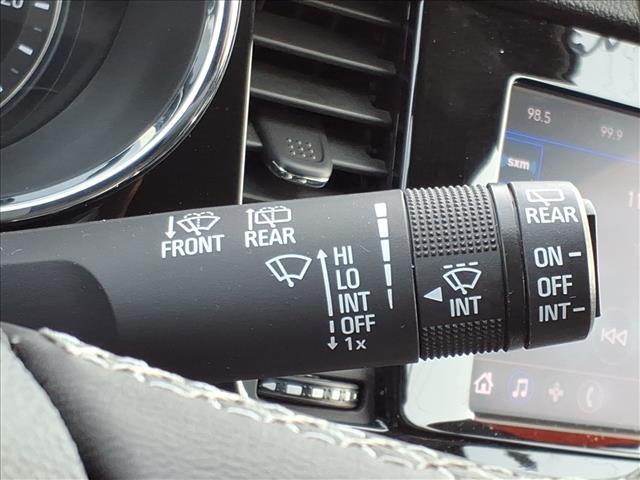 98.5
99.9
sxm
FRONT
REAR
HI
LO
INT
OFF
1x
INT
REAR
ON
OFF
INT